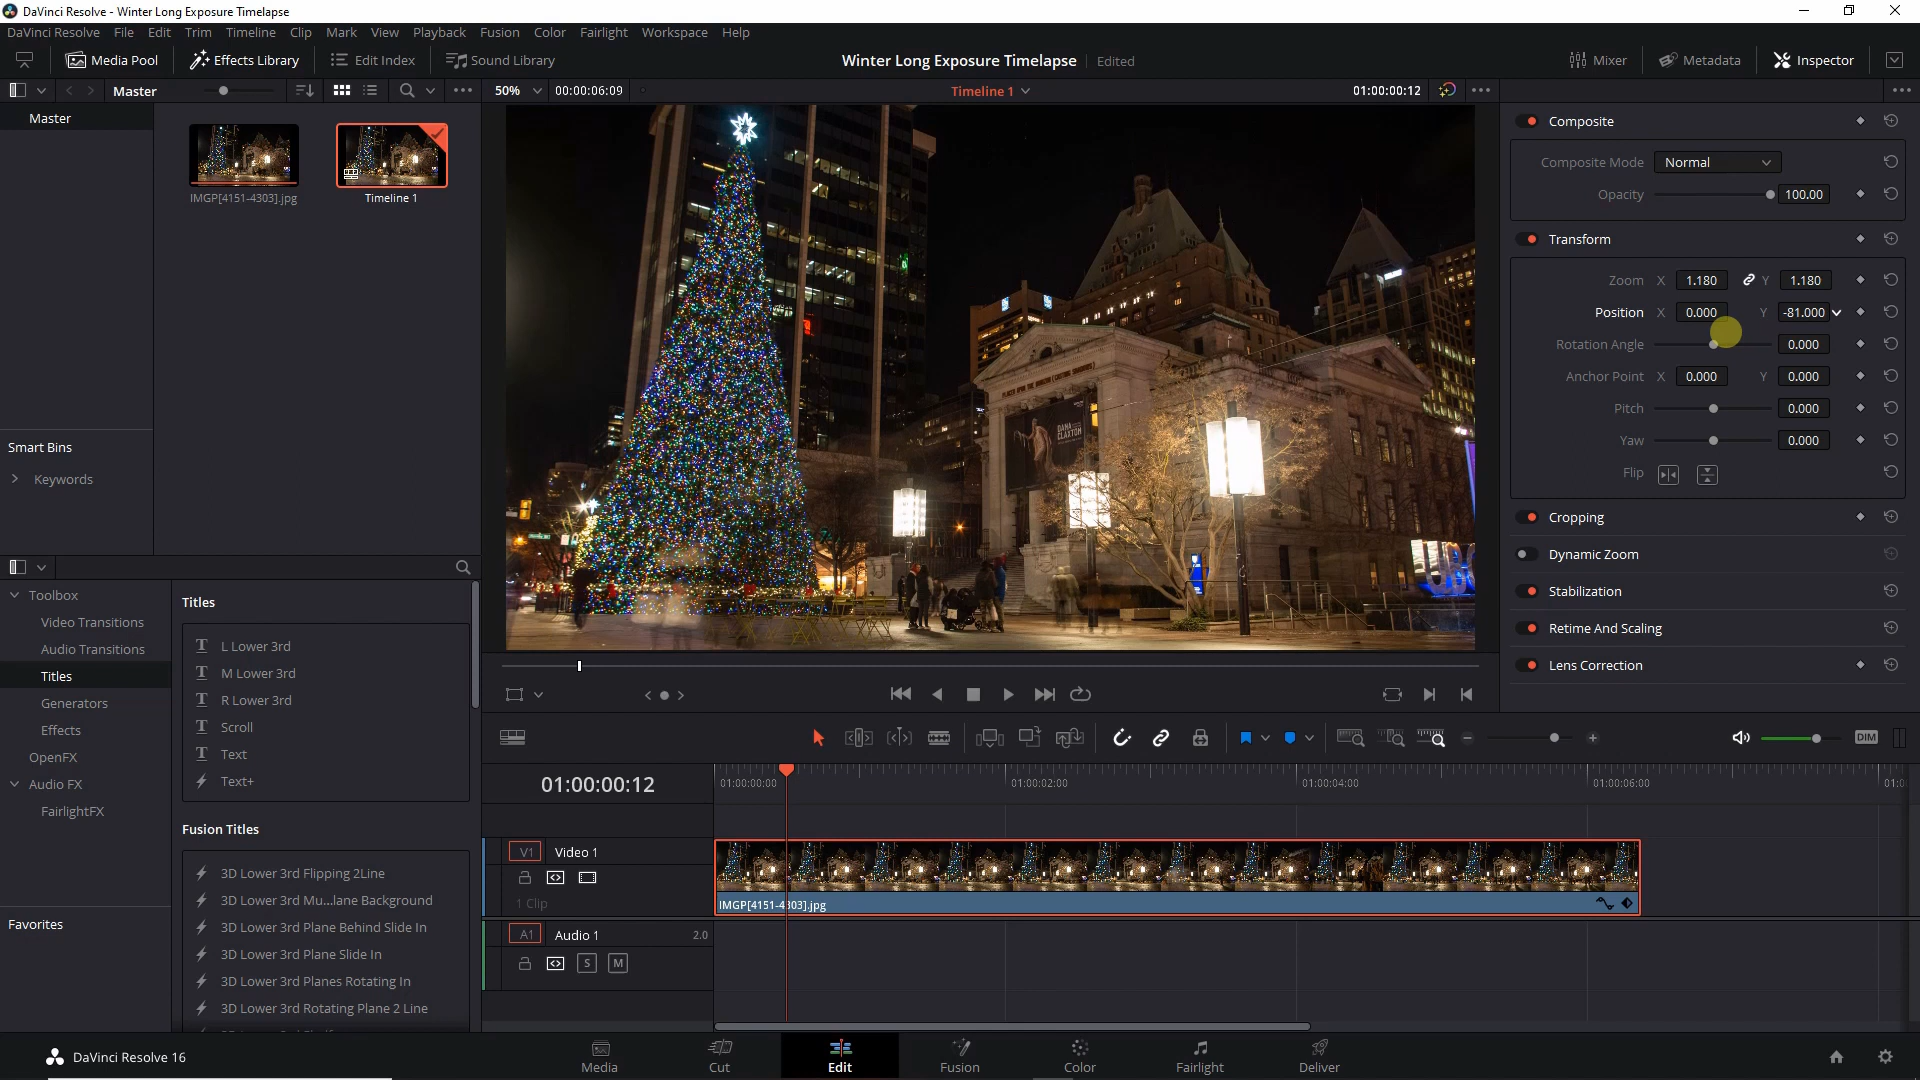 DaVinci Resolve - Winter Long Exposure Timelapse
DaVinci Resolve File Edit Trim Timeline Clip Mark View Playback Fusion Color Fairlight Workspace Help
Media Pool Effects Library Edit Index Sound Library Winter Long Exposure Timelapse Edited Mixer Metadata Inspector
Master 50% 00:00:06:09 Timeline 1 01:00:00:12
Master
IMGP[4151-4303].jpg Timeline 1
Smart Bins
Keywords
Composite
Composite Mode Normal
Opacity 100.00
Transform
Zoom X 1.180 Y 1.180
Position X 0.000 Y -81.000
Rotation Angle 0.000
Anchor Point X 0.000 Y 0.000
Pitch 0.000
Yaw 0.000
Flip
Cropping
Dynamic Zoom
Stabilization
Retime And Scaling
Lens Correction
DANA
CLAXTON
Toolbox
Video Transitions
Audio Transitions
Titles
Generators
Effects
OpenFX
Audio FX
FairlightFX
Favorites
Titles
L Lower 3rd
M Lower 3rd
R Lower 3rd
Scroll
Text
Text+
Fusion Titles
3D Lower 3rd Flipping 2Line
3D Lower 3rd Mu...lane Background
3D Lower 3rd Plane Behind Slide In
3D Lower 3rd Plane Slide In
3D Lower 3rd Planes Rotating In
3D Lower 3rd Rotating Plane 2 Line
DIM
01:00:00:12 01:00:00:00 01:00:02:00 01:00:04:00 01:00:06:00
V1 Video 1
1 Clip
IMGP[4151-4303].jpg
A1 Audio 1 2.0
S M
DaVinci Resolve 16
Media Cut Edit Fusion Color Fairlight Deliver